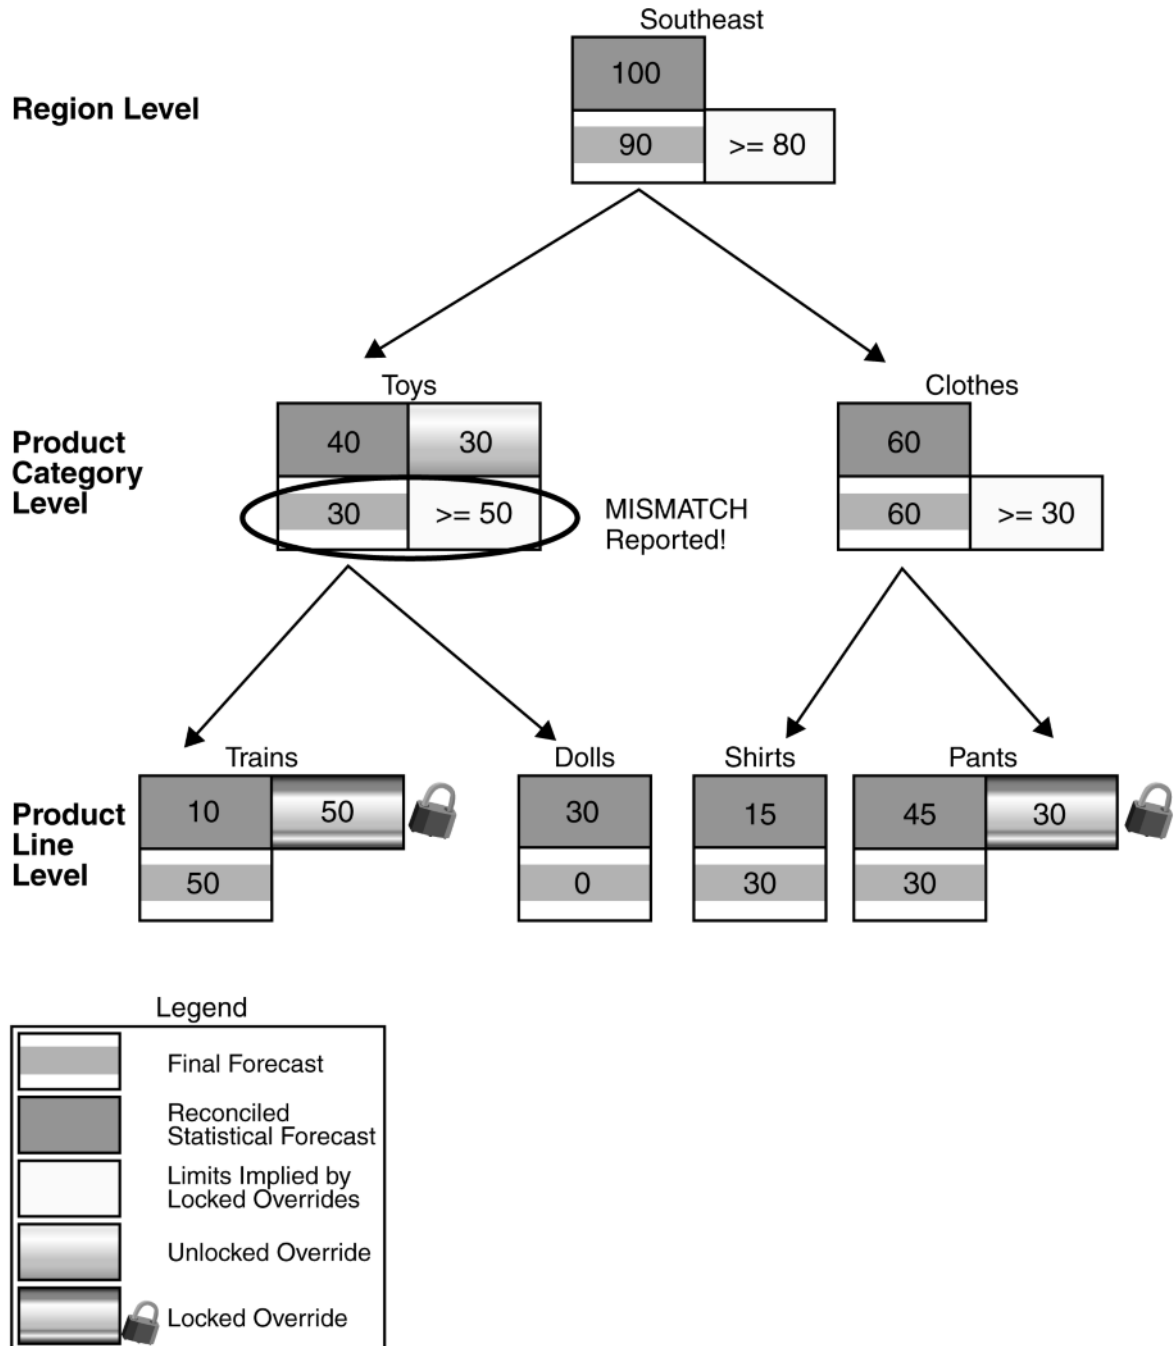 Southeast
100
Region Level
90
>= 80
Toys
Clothes
Product
Category
Level
40
30
60
30
>= 50
MISMATCH
Reported!
60
>= 30
Trains
Dolls
Shirts
Pants
Product
Line
Level
10
50
30
15
45
30
50
0
30
30
Legend
Final Forecast
Reconciled
Statistical Forecast
Limits Implied by
Locked Overrides
Unlocked Override
Locked Override